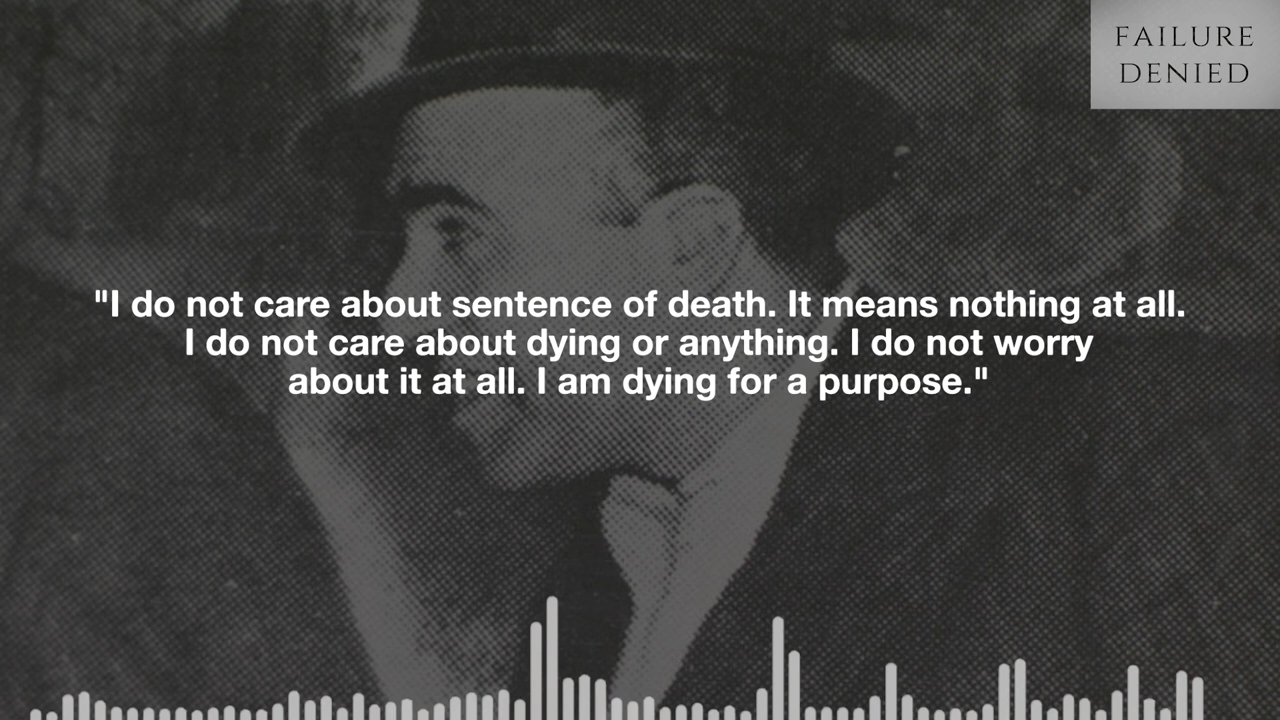 FAILURE
DENIED
"I do not care about sentence of death. It means nothing at all.
I do not care about dying or anything. I do not worry
about it at all. I am dying for a purpose."